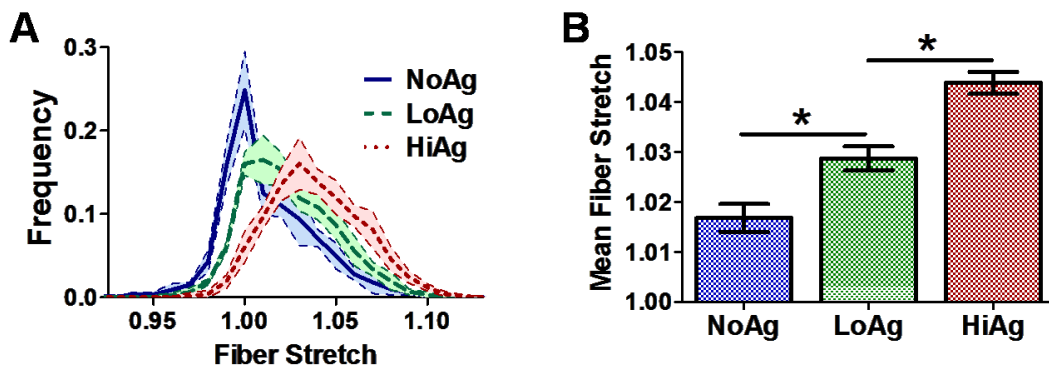 A
Frequency
0.3
0.2
0.1
0.0
0.95 1.00 1.05 1.10
Fiber Stretch
NoAg
LoAg
HiAg
B
Mean Fiber Stretch
1.05
1.04
1.03
1.02
1.01
1.00
*
*
NoAg LoAg HiAg